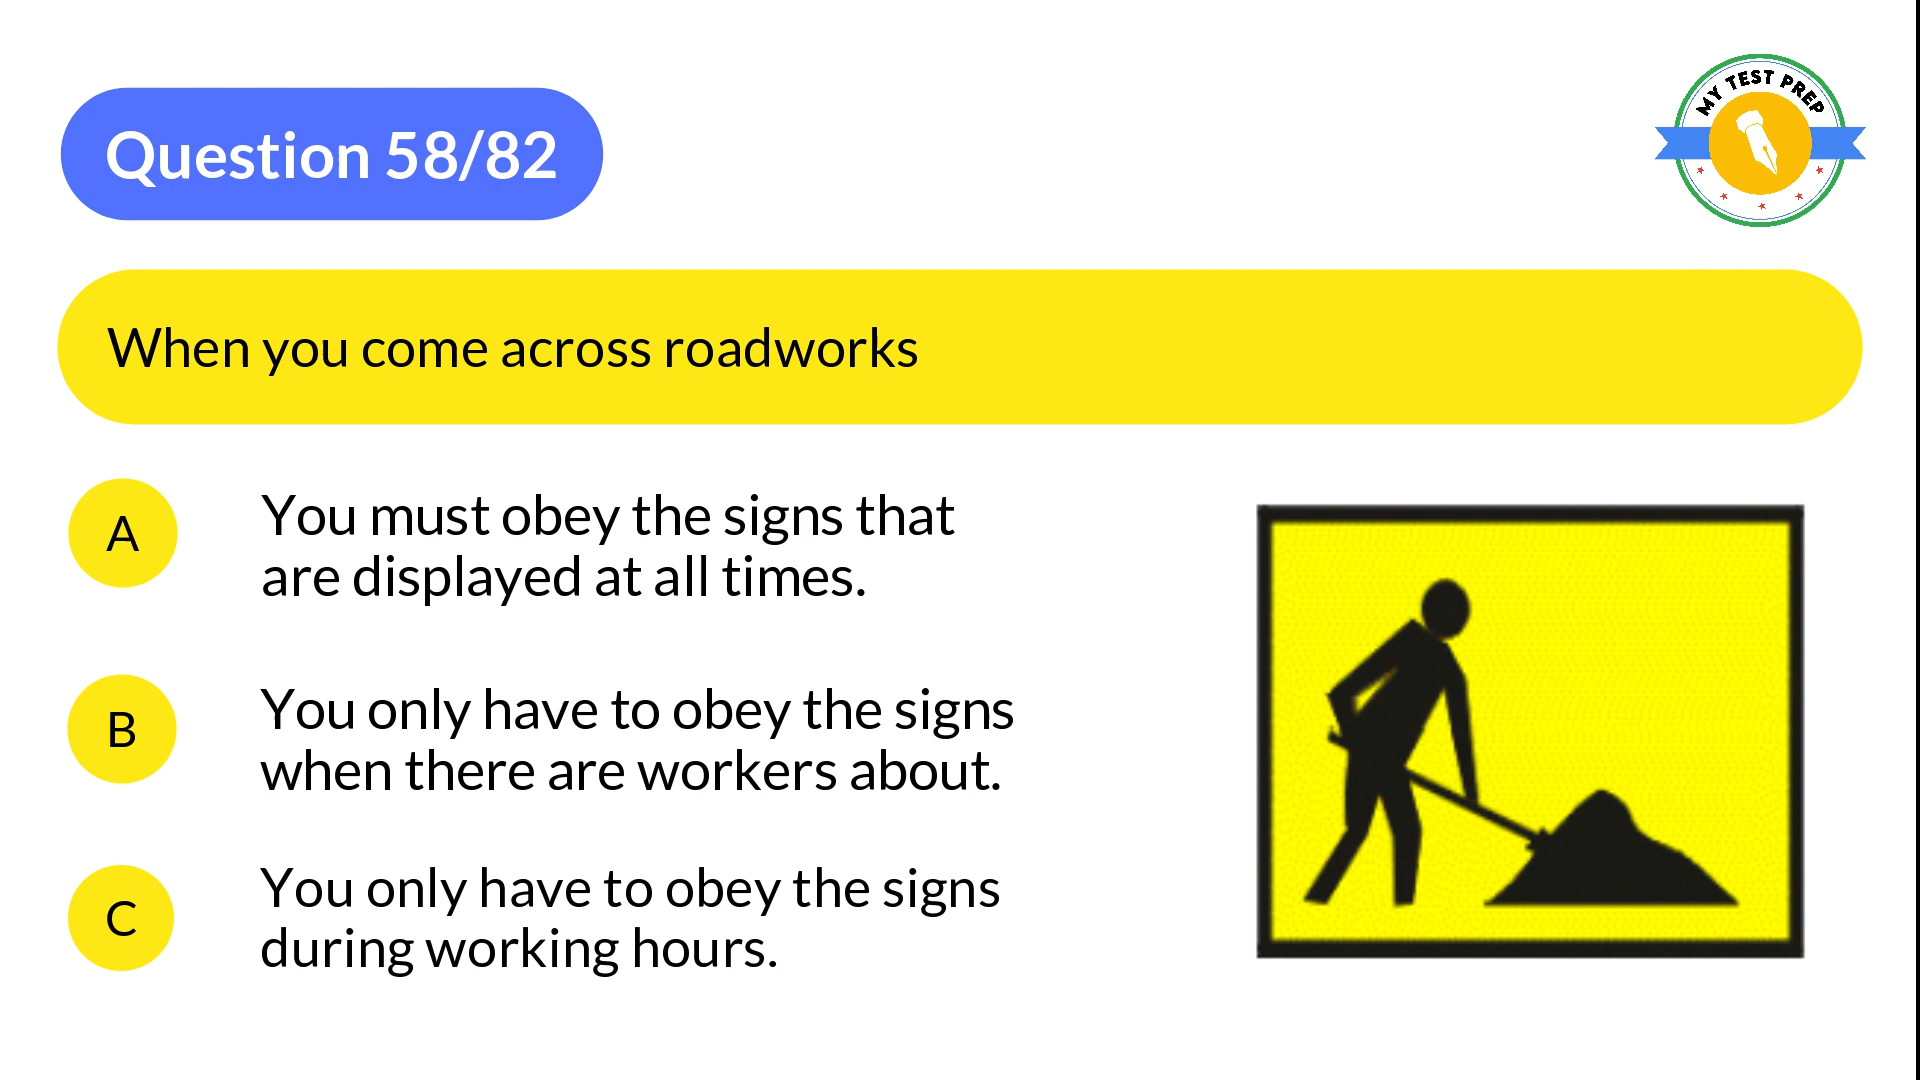 MY TEST PREP
Question 58/82
When you come across roadworks
A
You must obey the signs that
are displayed at all times.
B
You only have to obey the signs
when there are workers about.
C
You only have to obey the signs
during working hours.